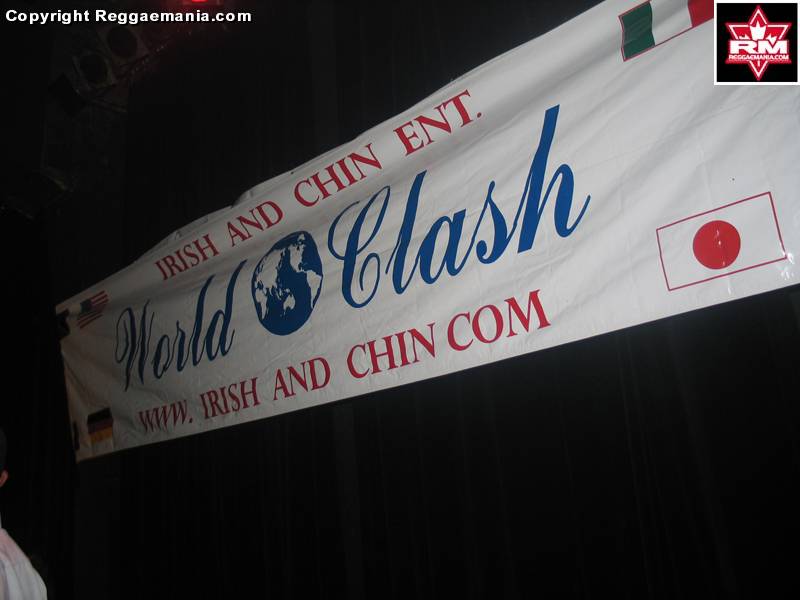 Copyright Reggaemania.com
RM
REGGAEMANIA.COM
IRISH AND CHIN ENT.
World Clash
WWW. IRISH AND CHIN COM